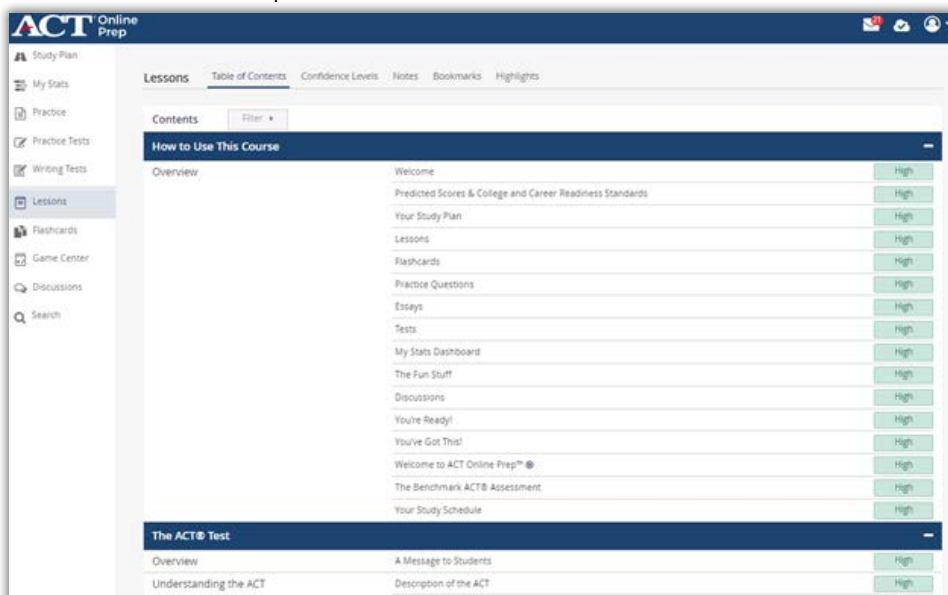 ACT Online Prep
21
Study Plan
My Stats
Practice
Practice Tests
Writing Tests
Lessons
Flashcards
Game Center
Discussions
Search
Lessons Table of Contents Confidence Levels Notes Bookmarks Highlights
Contents Filter
How to Use This Course
Overview Welcome High
Predicted Scores & College and Career Readiness Standards High
Your Study Plan High
Lessons High
Flashcards High
Practice Questions High
Essays High
Tests High
My Stats Dashboard High
The Fun Stuff High
Discussions High
You're Ready! High
You've Got This! High
Welcome to ACT Online Prep™ High
The Benchmark ACT® Assessment High
Your Study Schedule High
The ACT® Test
Overview A Message to Students High
Understanding the ACT Description of the ACT High